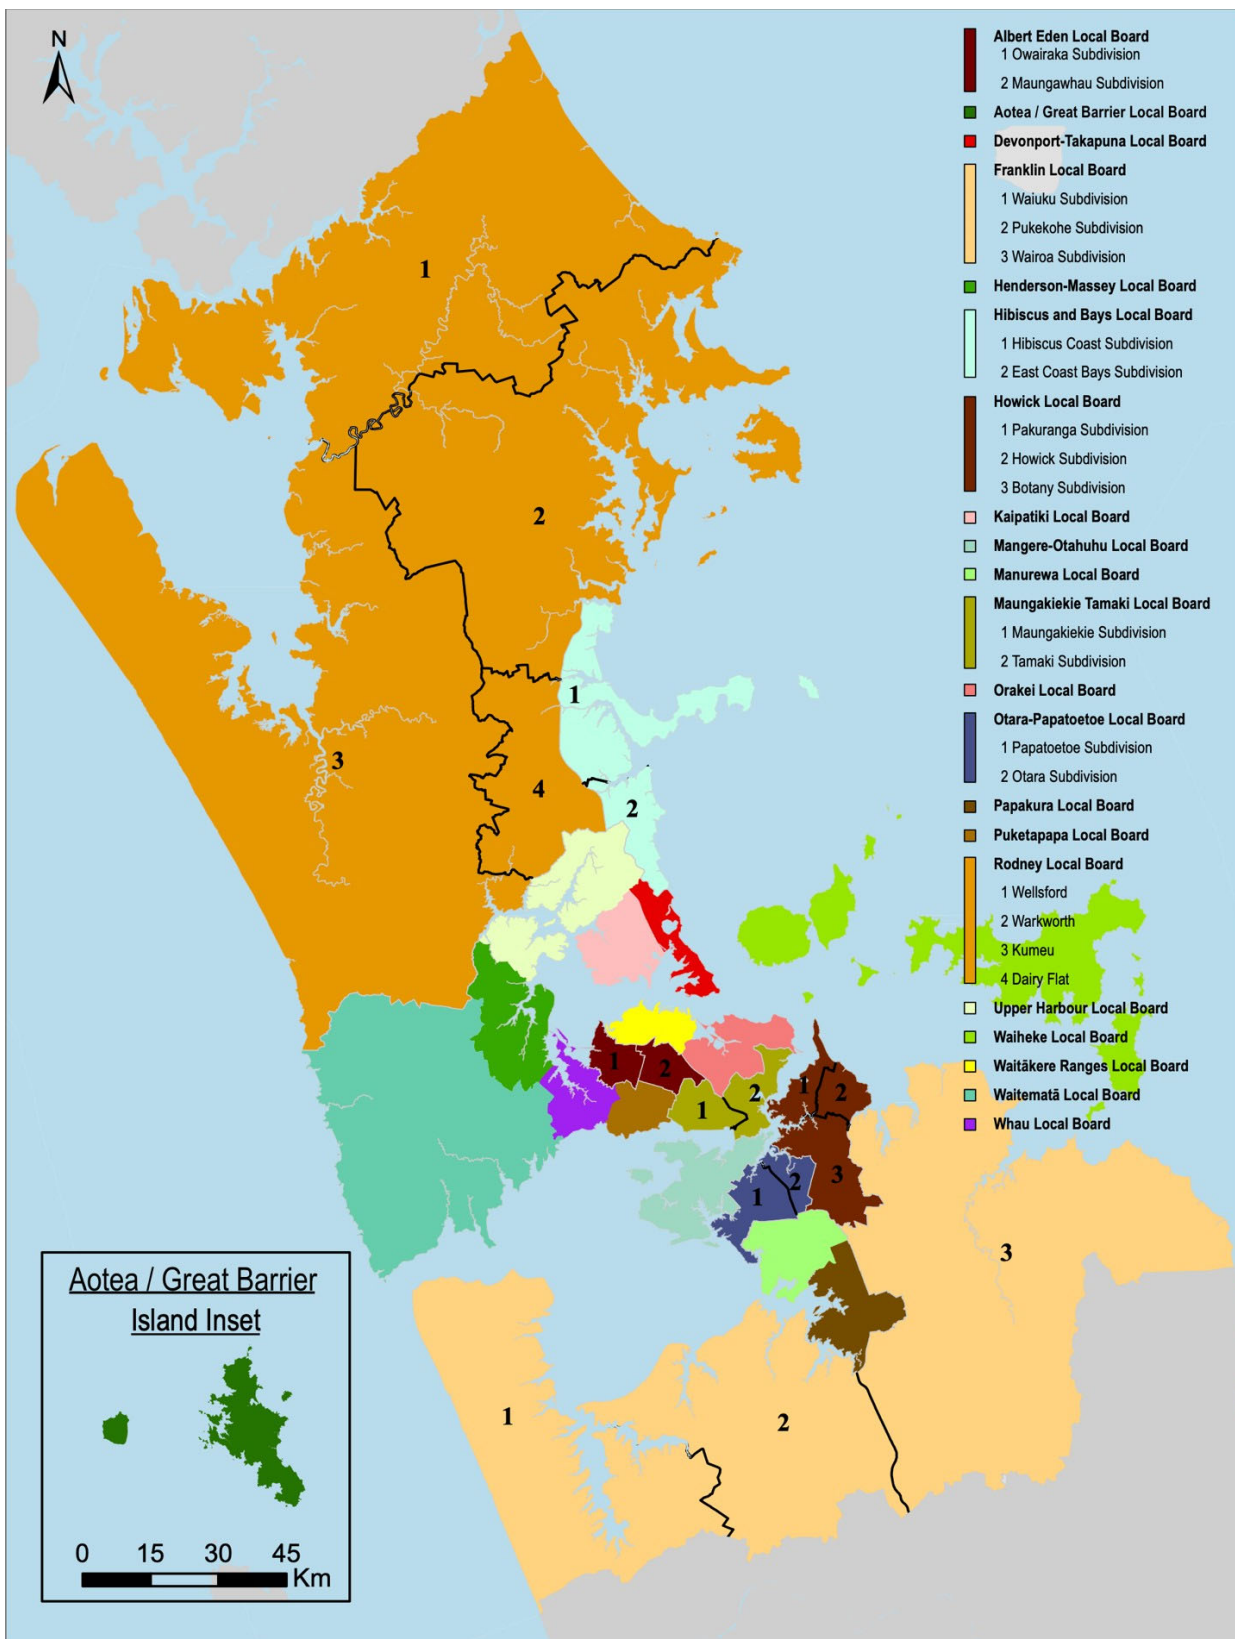 N
Albert Eden Local Board
1 Owairaka Subdivision
2 Maungawhau Subdivision
Aotea / Great Barrier Local Board
Devonport-Takapuna Local Board
Franklin Local Board
1 Waiuku Subdivision
2 Pukekohe Subdivision
3 Wairoa Subdivision
Henderson-Massey Local Board
Hibiscus and Bays Local Board
1 Hibiscus Coast Subdivision
2 East Coast Bays Subdivision
Howick Local Board
1 Pakuranga Subdivision
2 Howick Subdivision
3 Botany Subdivision
Kaipatiki Local Board
Mangere-Otahuhu Local Board
Manurewa Local Board
Maungakiekie Tamaki Local Board
1 Maungakiekie Subdivision
2 Tamaki Subdivision
Orakei Local Board
Otara-Papatoetoe Local Board
1 Papatoetoe Subdivision
2 Otara Subdivision
Papakura Local Board
Puketapapa Local Board
Rodney Local Board
1 Wellsford
2 Warkworth
3 Kumeu
4 Dairy Flat
Upper Harbour Local Board
Waiheke Local Board
Waitākere Ranges Local Board
Waitematā Local Board
Whau Local Board
1
2
1
3
4
2
1
2
1
2
2
1
1
2
3
2
1
3
1
2
Aotea / Great Barrier
Island Inset
0 15 30 45
Km